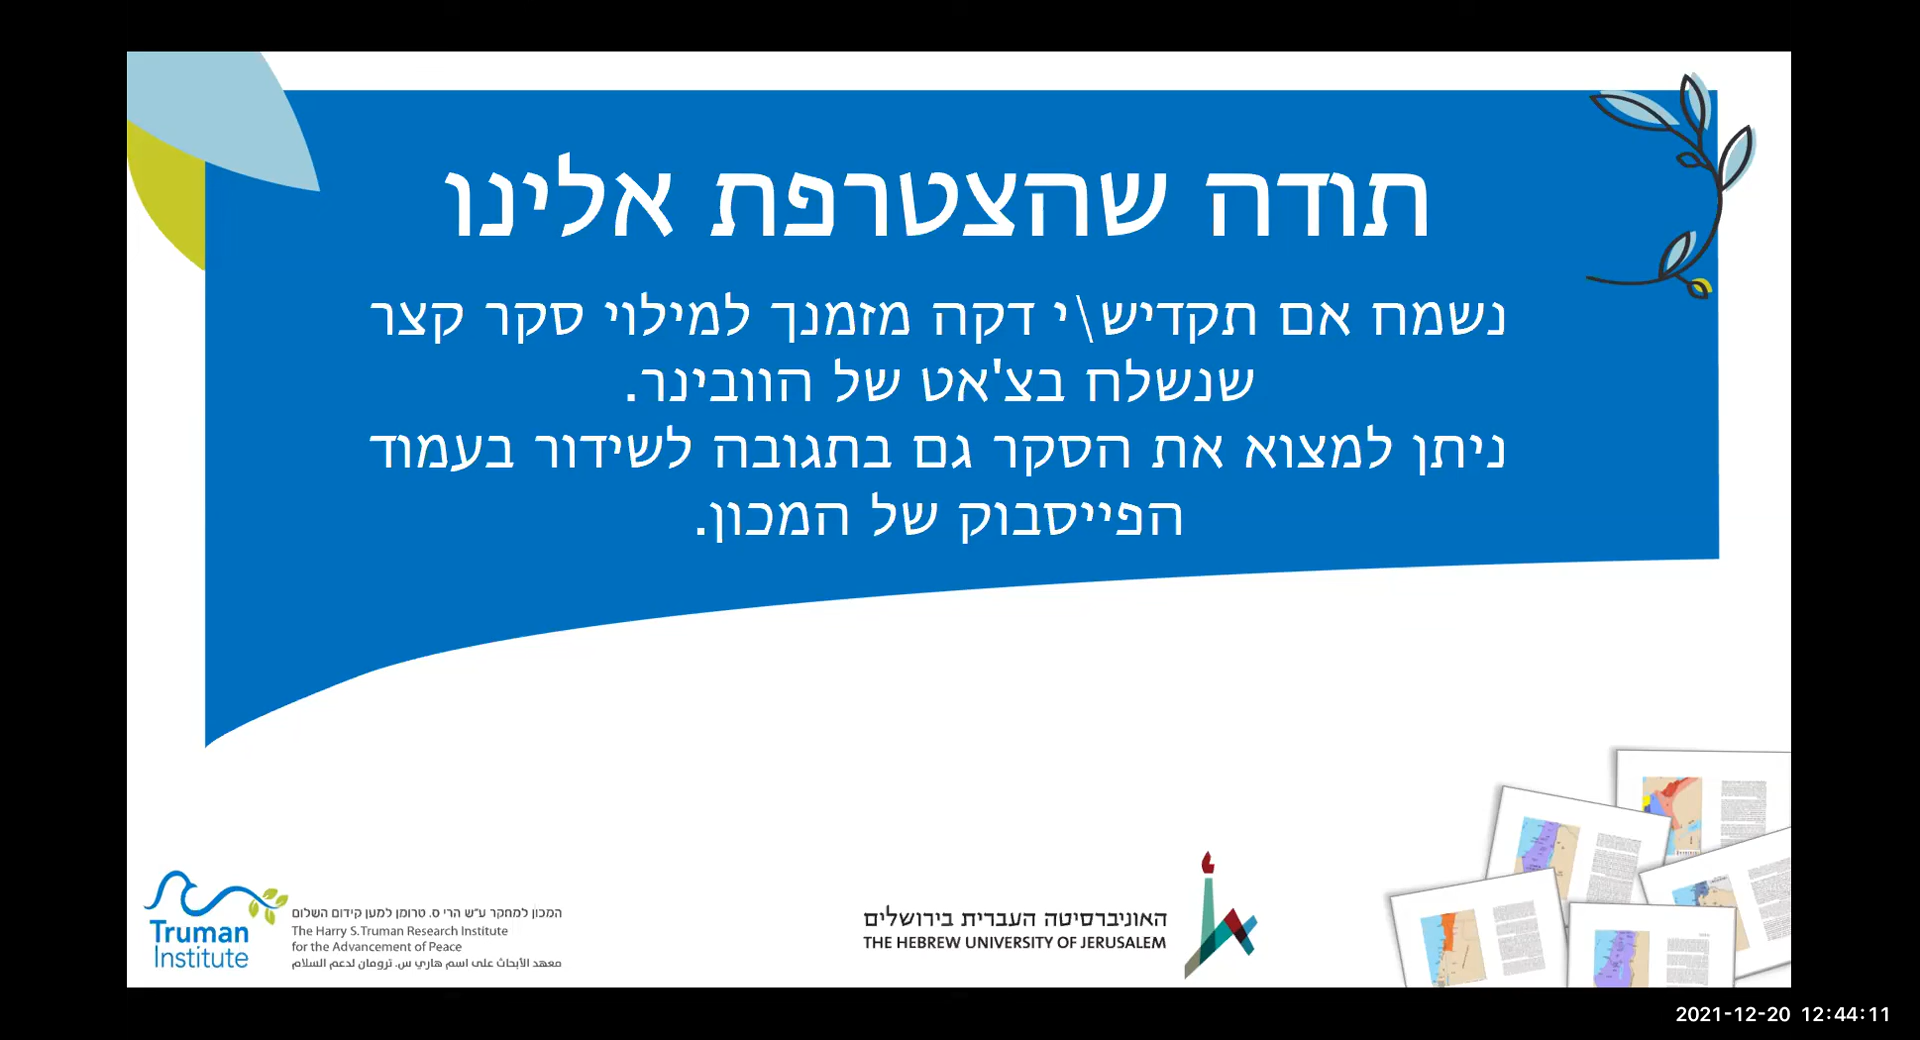 תודה שהצטרפת אלינו
נשמח אם תקדיש\י דקה מזמנך למילוי סקר קצר
שנשלח בצ'אט של הוובינר.
ניתן למצוא את הסקר גם בתגובה לשידור בעמוד
הפייסבוק של המכון.
Truman
Institute
המכון למחקר ע״ש הרי ס. טרומן למען קידום השלום
The Harry S.Truman Research Institute
for the Advancement of Peace
معهد الأبحاث على اسم هاري س. ترومان لدعم السلام
האוניברסיטה העברית בירושלים
THE HEBREW UNIVERSITY OF JERUSALEM
2021-12-20 12:44:11